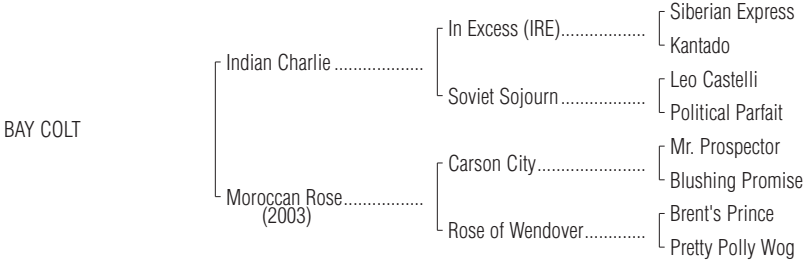 Siberian Express
In Excess (IRE)...................
Kantado
Indian Charlie ...................
Leo Castelli
Soviet Sojourn...................
Political Parfait
BAY COLT
Mr. Prospector
Carson City........................
Blushing Promise
Moroccan Rose..................
(2003)
Brent's Prince
Rose of Wendover..............
Pretty Polly Wog